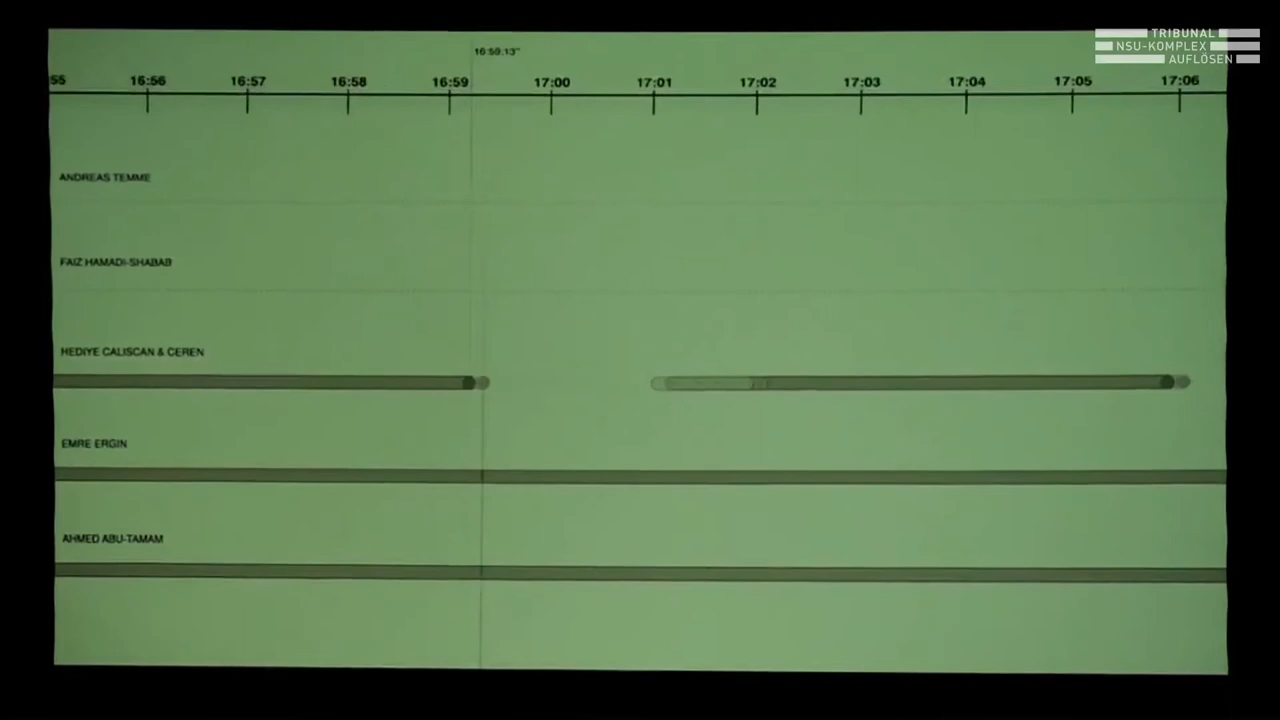 TRIBUNAL
NSU-KOMPLEX
AUFLÖSEN
16:59.13"
55 16:56 16:57 16:58 16:59 17:00 17:01 17:02 17:03 17:04 17:05 17:06
ANDREAS TEMME
FAIZ HAMADI-SHABAB
HEDIYE CALISCAN & CEREN
EMRE ERGIN
AHMED ABU-TAMAM